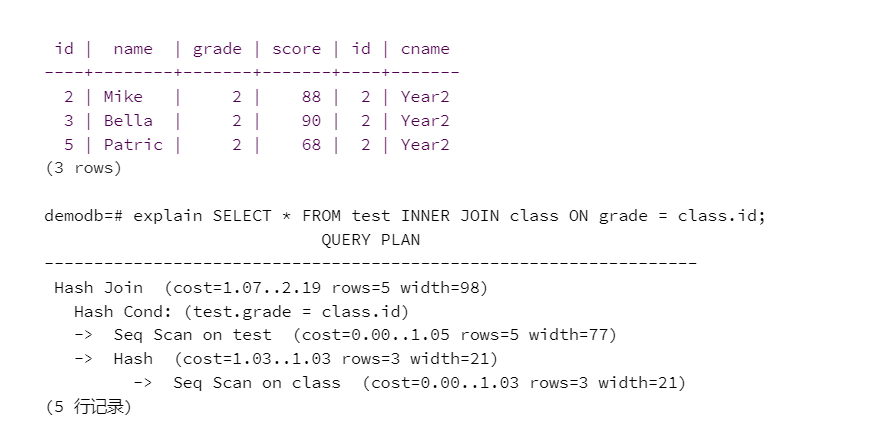 id |  name  | grade | score | id | cname
----+--------+-------+-------+----+-------
  2 | Mike   |     2 |    88 |  2 | Year2
  3 | Bella  |     2 |    90 |  2 | Year2
  5 | Patric |     2 |    68 |  2 | Year2
(3 rows)
demodb=# explain SELECT * FROM test INNER JOIN class ON grade = class.id;
                            QUERY PLAN
------------------------------------------------------------------
 Hash Join  (cost=1.07..2.19 rows=5 width=98)
   Hash Cond: (test.grade = class.id)
   ->  Seq Scan on test  (cost=0.00..1.05 rows=5 width=77)
   ->  Hash  (cost=1.03..1.03 rows=3 width=21)
         ->  Seq Scan on class  (cost=0.00..1.03 rows=3 width=21)
(5 行记录)